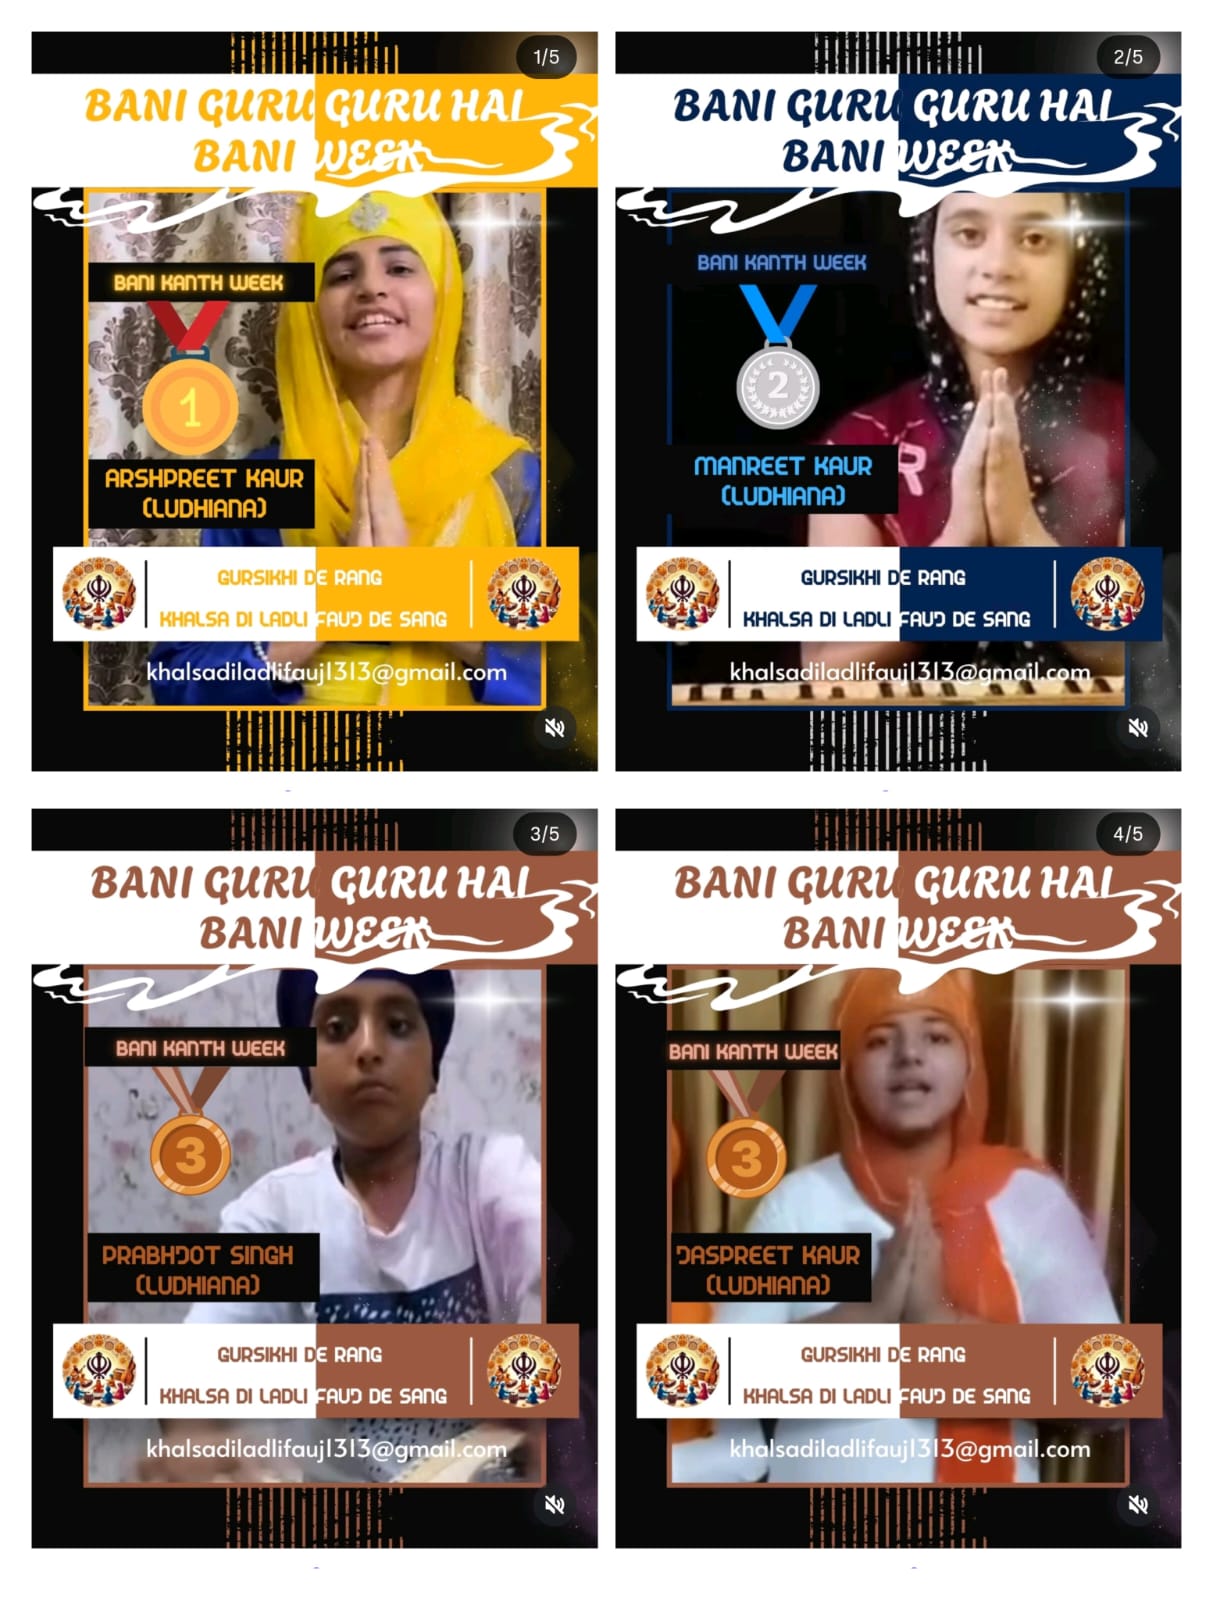 1/5
BANI GURU GURU HAI
BANI WEEK
BANI KANTH WEEK
1
ARSHPREET KAUR
(LUDHIANA)
GURSIKHI DE RANG
KHALSA DI LADLI FAUJ DE SANG
khalsadiladlifauj1313@gmail.com
2/5
BANI GURU GURU HAI
BANI WEEK
BANI KANTH WEEK
2
R
MANREET KAUR
(LUDHIANA)
GURSIKHI DE RANG
KHALSA DI LADLI FAUJ DE SANG
khalsadiladlifauj1313@gmail.com
3/5
BANI GURU GURU HAI
BANI WEEK
BANI KANTH WEEK
3
PRABHJOT SINGH
(LUDHIANA)
GURSIKHI DE RANG
KHALSA DI LADLI FAUJ DE SANG
khalsadiladlifauj1313@gmail.com
4/5
BANI GURU GURU HAI
BANI WEEK
BANI KANTH WEEK
3
JASPREET KAUR
(LUDHIANA)
GURSIKHI DE RANG
KHALSA DI LADLI FAUJ DE SANG
khalsadiladlifauj1313@gmail.com